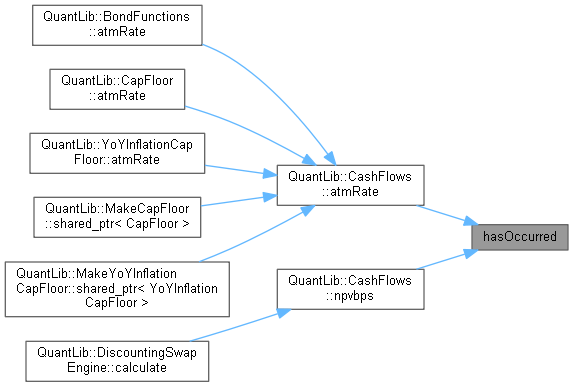 QuantLib::BondFunctions
::atmRate
QuantLib::CapFloor
::atmRate
QuantLib::YoYInflationCap
Floor::atmRate
QuantLib::CashFlows
::atmRate
QuantLib::MakeCapFloor
::shared_ptr< CapFloor >
hasOccurred
QuantLib::MakeYoYInflation
CapFloor::shared_ptr< YoYInflation
CapFloor >
QuantLib::CashFlows
::npvbps
QuantLib::DiscountingSwap
Engine::calculate